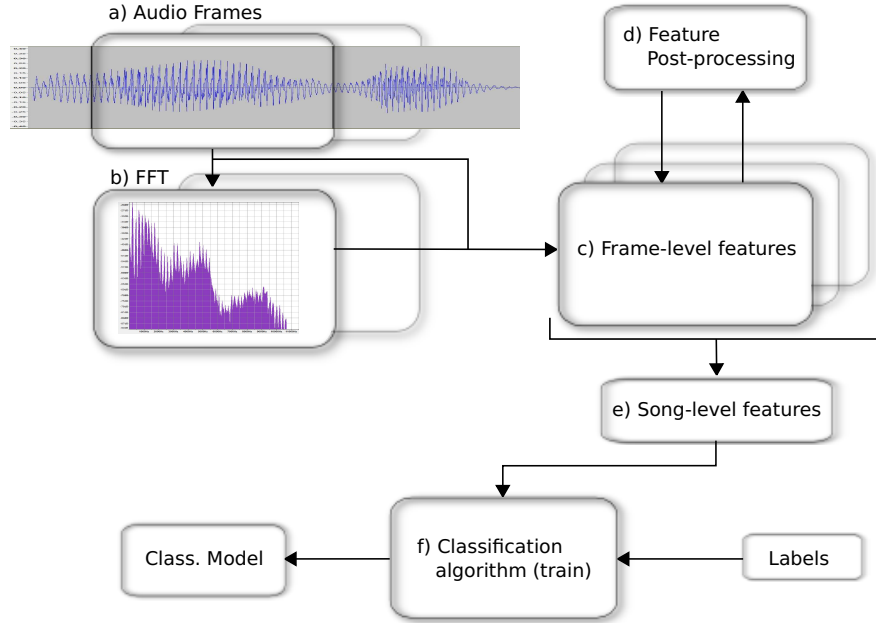 a) Audio Frames
d) Feature
Post-processing
b) FFT
c) Frame-level features
e) Song-level features
f) Classification
algorithm (train)
Class. Model
Labels